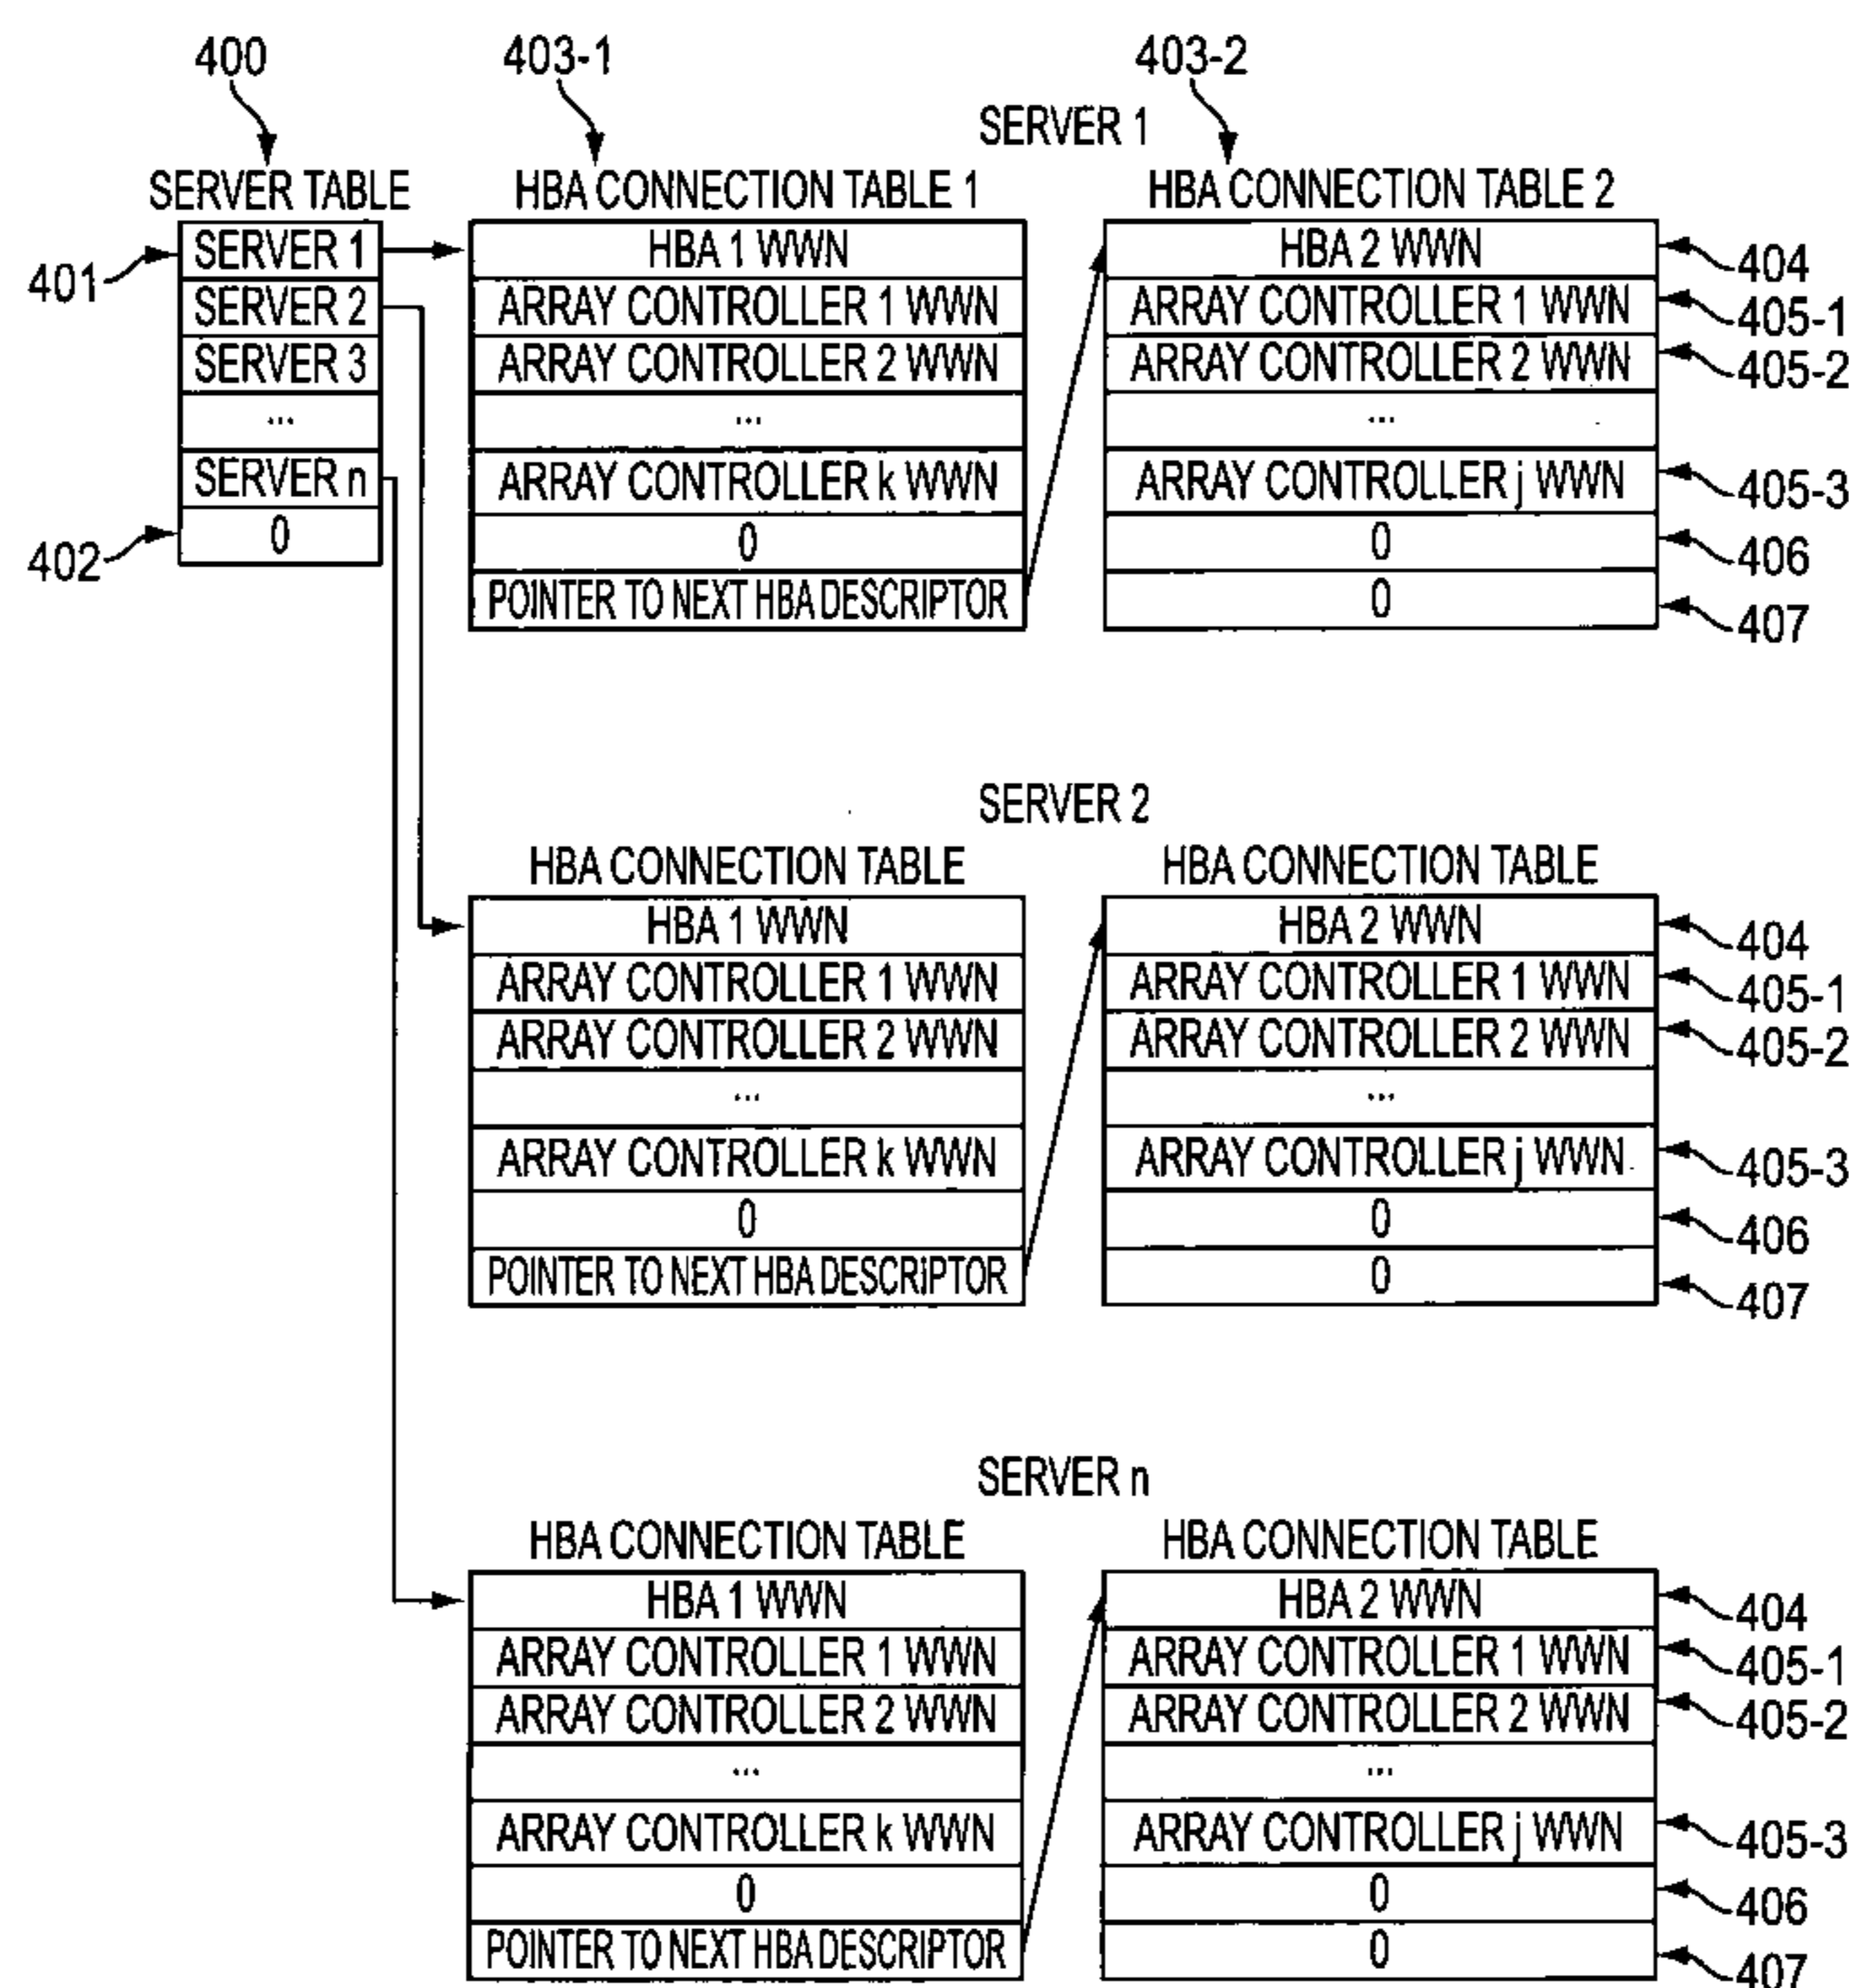 400
403-1
403-2
SERVER 1
SERVER TABLE
HBA CONNECTION TABLE 1
HBA CONNECTION TABLE 2
401
SERVER 1
SERVER 2
SERVER 3
...
SERVER n
0
402
HBA 1 WWN
ARRAY CONTROLLER 1 WWN
ARRAY CONTROLLER 2 WWN
...
ARRAY CONTROLLER k WWN
0
POINTER TO NEXT HBA DESCRIPTOR
HBA 2 WWN
ARRAY CONTROLLER 1 WWN
ARRAY CONTROLLER 2 WWN
...
ARRAY CONTROLLER j WWN
0
0
404
405-1
405-2
405-3
406
407
SERVER 2
HBA CONNECTION TABLE
HBA CONNECTION TABLE
HBA 1 WWN
ARRAY CONTROLLER 1 WWN
ARRAY CONTROLLER 2 WWN
...
ARRAY CONTROLLER k WWN
0
POINTER TO NEXT HBA DESCRIPTOR
HBA 2 WWN
ARRAY CONTROLLER 1 WWN
ARRAY CONTROLLER 2 WWN
...
ARRAY CONTROLLER j WWN
0
0
404
405-1
405-2
405-3
406
407
SERVER n
HBA CONNECTION TABLE
HBA CONNECTION TABLE
HBA 1 WWN
ARRAY CONTROLLER 1 WWN
ARRAY CONTROLLER 2 WWN
...
ARRAY CONTROLLER k WWN
0
POINTER TO NEXT HBA DESCRIPTOR
HBA 2 WWN
ARRAY CONTROLLER 1 WWN
ARRAY CONTROLLER 2 WWN
...
ARRAY CONTROLLER j WWN
0
0
404
405-1
405-2
405-3
406
407